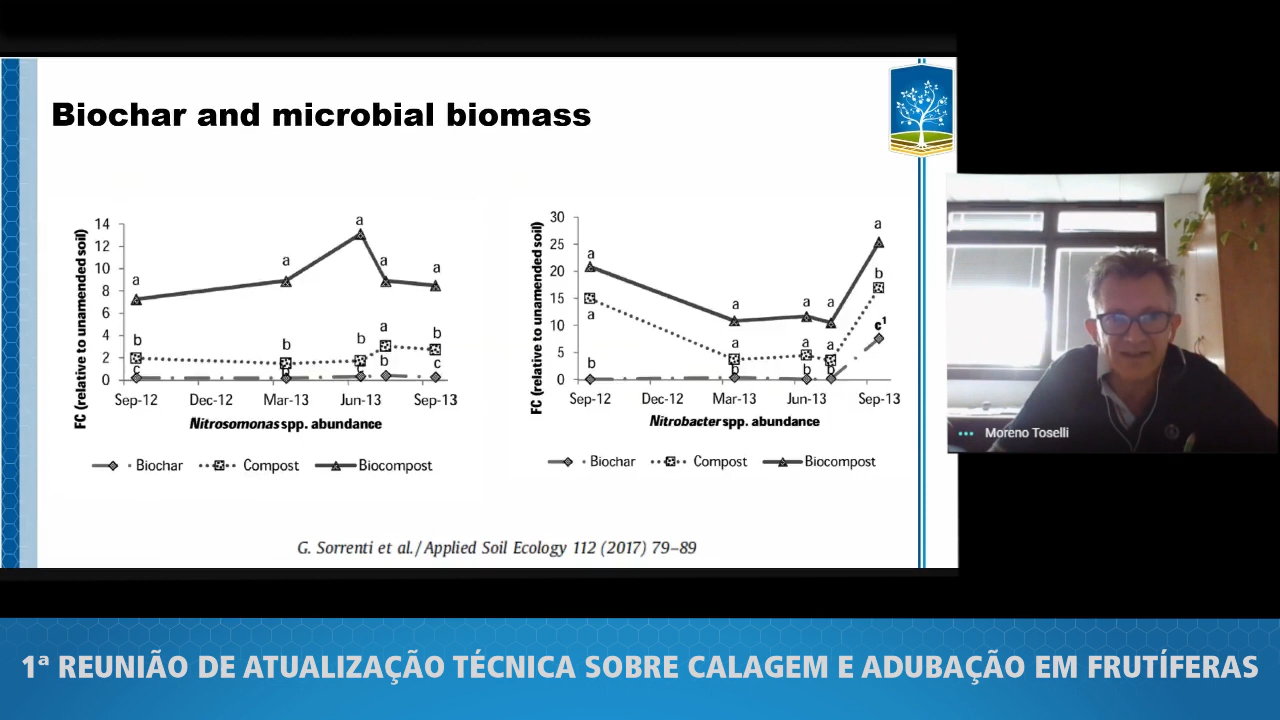 Biochar and microbial biomass
FC (relative to unamended soil)
14
12
10
8
6
4
2
0
a
a
a
a
a
b
b
b
a
b
c
b
b
c
Sep-12
Dec-12
Mar-13
Jun-13
Sep-13
Nitrosomonas spp. abundance
Biochar
Compost
Biocompost
FC (relative to unamended soil)
30
25
20
15
10
5
0
a
a
a
a
a
a
a
a
a
b
b
b
b
b
c¹
Sep-12
Dec-12
Mar-13
Jun-13
Sep-13
Nitrobacter spp. abundance
Biochar
Compost
Biocompost
G. Sorrenti et al. / Applied Soil Ecology 112 (2017) 79–89
Moreno Toselli
1ª REUNIÃO DE ATUALIZAÇÃO TÉCNICA SOBRE CALAGEM E ADUBAÇÃO EM FRUTÍFERAS